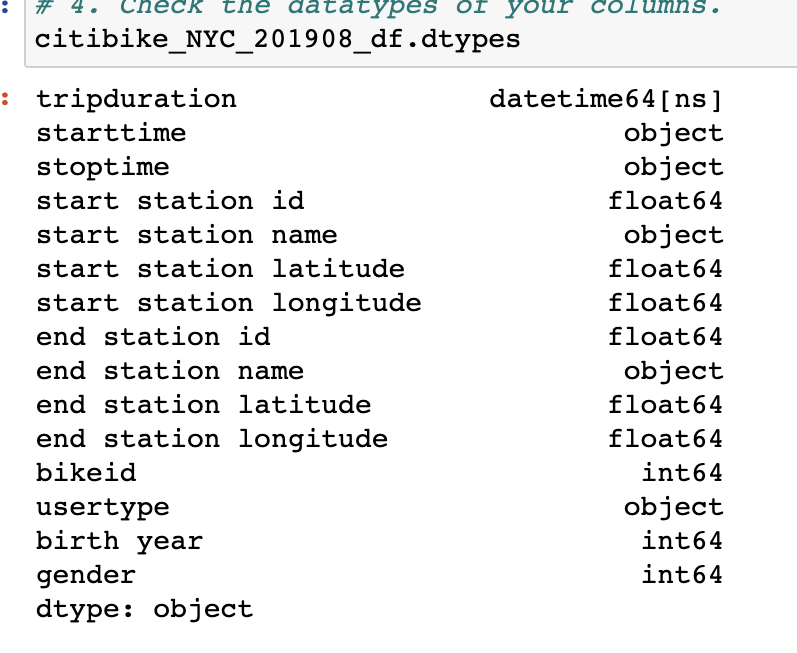 # 4. Check the datatypes of your columns.
citibike_NYC_201908_df.dtypes
tripduration datetime64[ns]
starttime object
stoptime object
start station id float64
start station name object
start station latitude float64
start station longitude float64
end station id float64
end station name object
end station latitude float64
end station longitude float64
bikeid int64
usertype object
birth year int64
gender int64
dtype: object